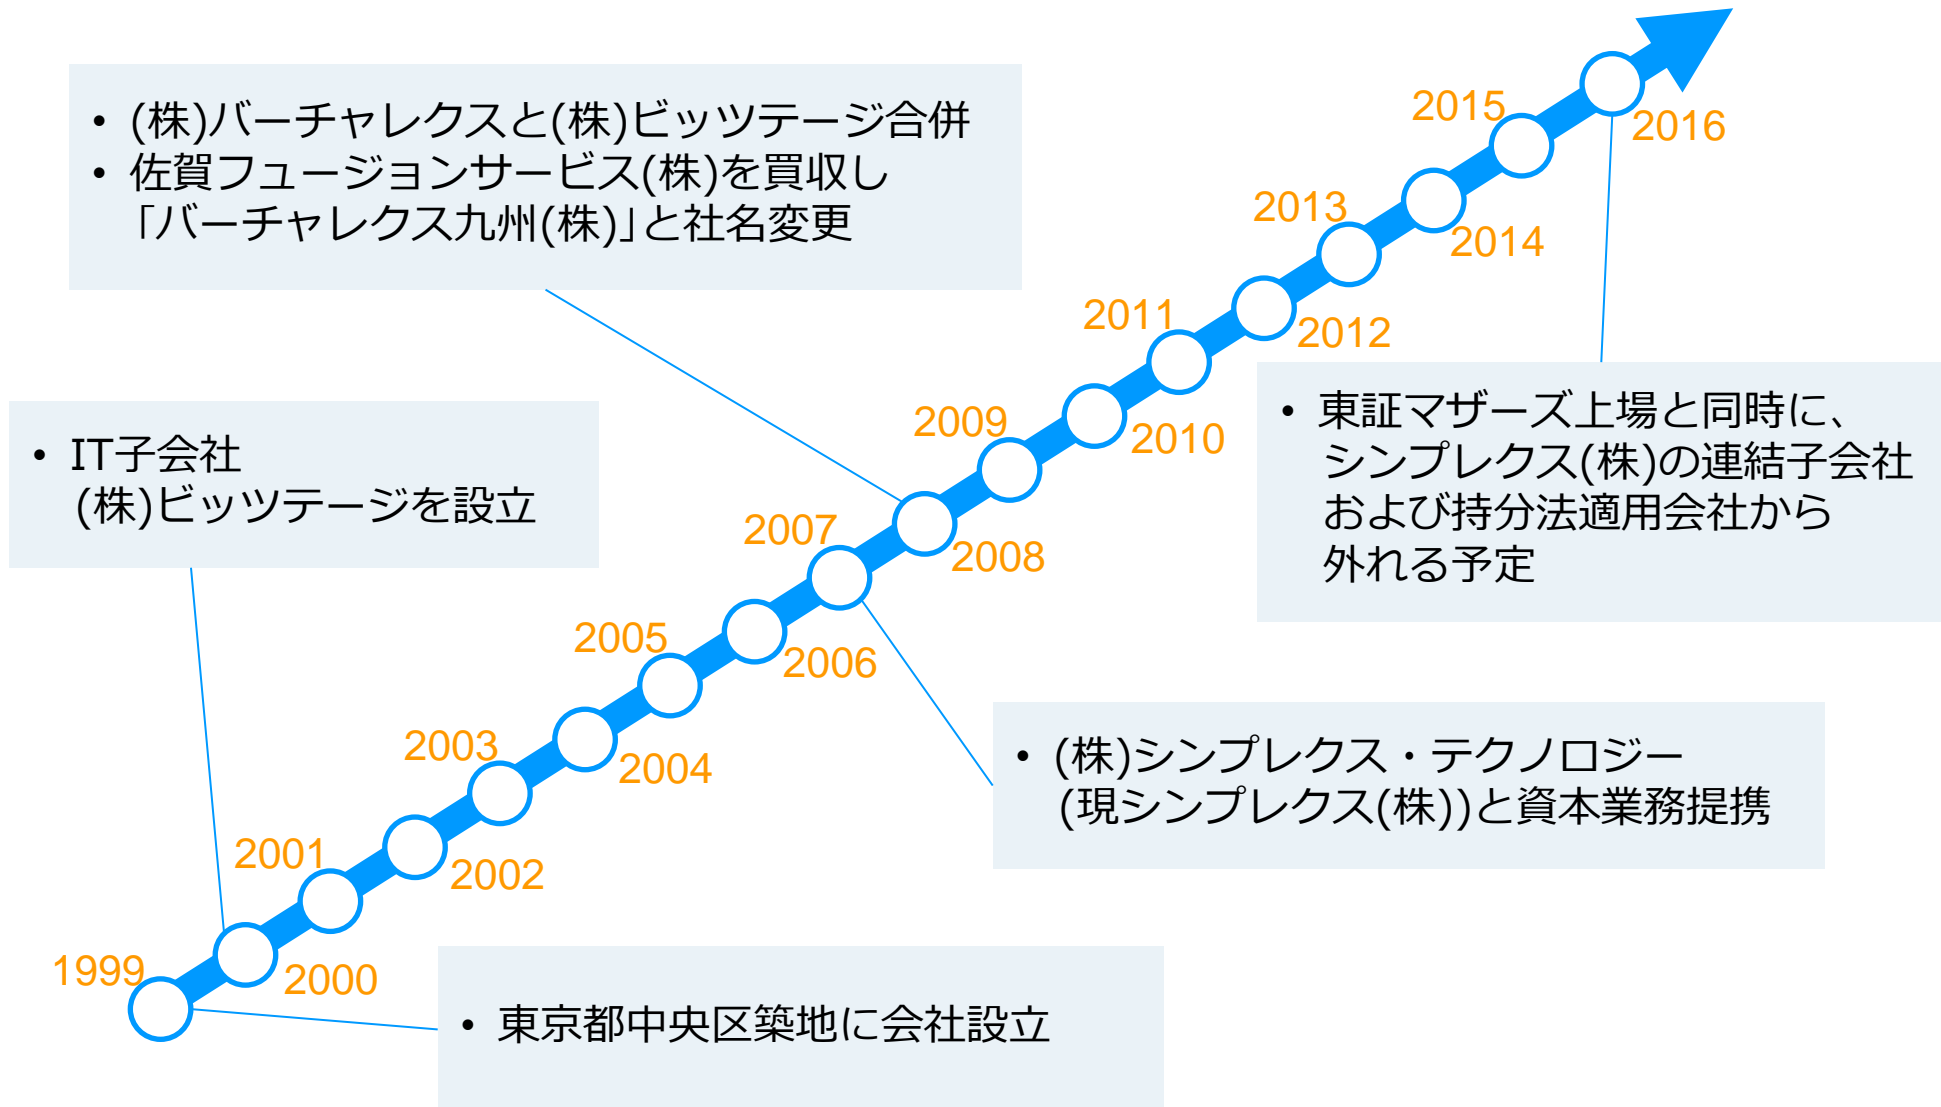 • (株)バーチャレクスと(株)ビッツテージ合併
• 佐賀フュージョンサービス(株)を買収し
「バーチャレクス九州(株)」と社名変更
• IT子会社
(株)ビッツテージを設立
• 東証マザーズ上場と同時に、
シンプレクス(株)の連結子会社
および持分法適用会社から
外れる予定
• (株)シンプレクス・テクノロジー
(現シンプレクス(株))と資本業務提携
• 東京都中央区築地に会社設立
1999
2000
2001
2002
2003
2004
2005
2006
2007
2008
2009
2010
2011
2012
2013
2014
2015
2016